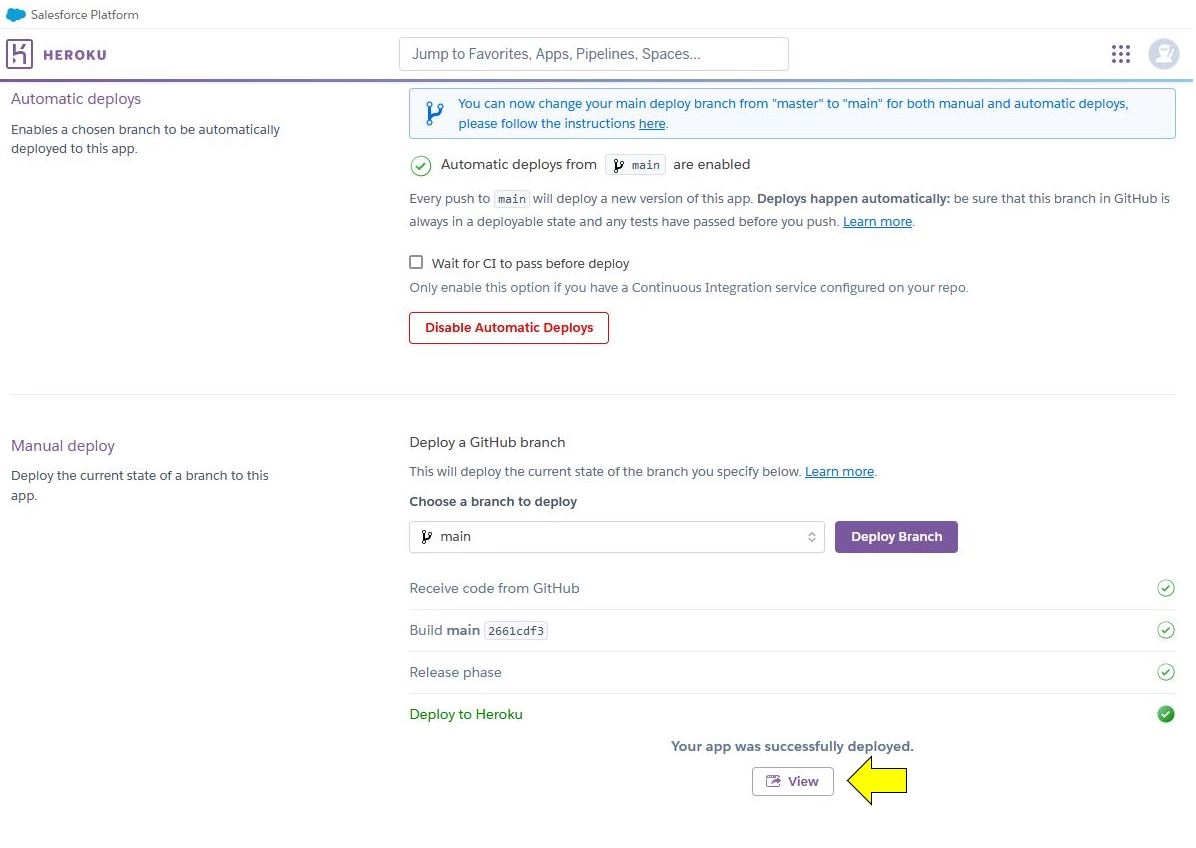 Salesforce Platform
HEROKU
Jump to Favorites, Apps, Pipelines, Spaces...
Automatic deploys
Enables a chosen branch to be automatically
deployed to this app.
You can now change your main deploy branch from "master" to "main" for both manual and automatic deploys,
please follow the instructions here.
Automatic deploys from main are enabled
Every push to main will deploy a new version of this app. Deploys happen automatically: be sure that this branch in GitHub is
always in a deployable state and any tests have passed before you push. Learn more.
Wait for CI to pass before deploy
Only enable this option if you have a Continuous Integration service configured on your repo.
Disable Automatic Deploys
Manual deploy
Deploy the current state of a branch to this
app.
Deploy a GitHub branch
This will deploy the current state of the branch you specify below. Learn more.
Choose a branch to deploy
main
Deploy Branch
Receive code from GitHub
Build main 2661cdf3
Release phase
Deploy to Heroku
Your app was successfully deployed.
View